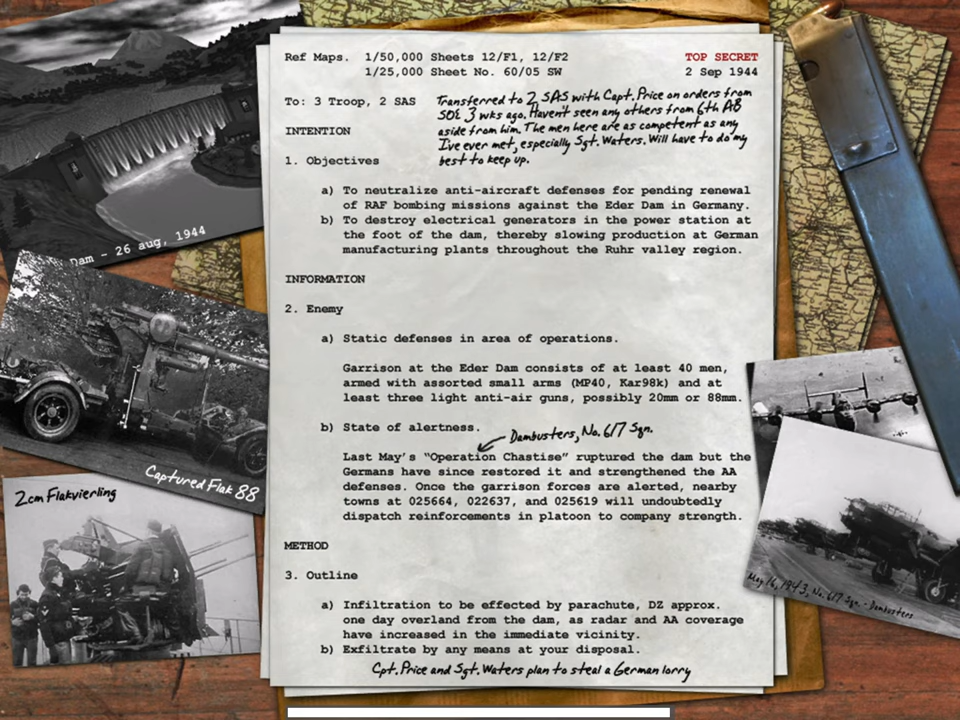 Ref Maps. 1/50,000 Sheets 12/F1, 12/F2
1/25,000 Sheet No. 60/05 SW
TOP SECRET
2 Sep 1944
To: 3 Troop, 2 SAS
Transferred to 2 SAS with Capt. Price on orders from
SOE 3 wks ago. Haven't seen any others from 6th AB
aside from him. The men here are as competent as any
I've ever met, especially Sgt. Waters. Will have to do my
best to keep up.
INTENTION
1. Objectives
a) To neutralize anti-aircraft defenses for pending renewal
of RAF bombing missions against the Eder Dam in Germany.
b) To destroy electrical generators in the power station at
the foot of the dam, thereby slowing production at German
manufacturing plants throughout the Ruhr valley region.
INFORMATION
2. Enemy
a) Static defenses in area of operations.
Garrison at the Eder Dam consists of at least 40 men,
armed with assorted small arms (MP40, Kar98k) and at
least three light anti-air guns, possibly 20mm or 88mm.
b) State of alertness.
Dambusters, No. 617 Sqn.
Last May's "Operation Chastise" ruptured the dam but the
Germans have since restored it and strengthened the AA
defenses. Once the garrison forces are alerted, nearby
towns at 025664, 022637, and 025619 will undoubtedly
dispatch reinforcements in platoon to company strength.
METHOD
3. Outline
a) Infiltration to be effected by parachute, DZ approx.
one day overland from the dam, as radar and AA coverage
have increased in the immediate vicinity.
b) Exfiltrate by any means at your disposal.
Cpt. Price and Sgt. Waters plan to steal a German lorry
Dam - 26 aug, 1944
Captured Flak 88
2cm Flakvierling
May 16, 1943, No. 617 Sqn. - Dambusters